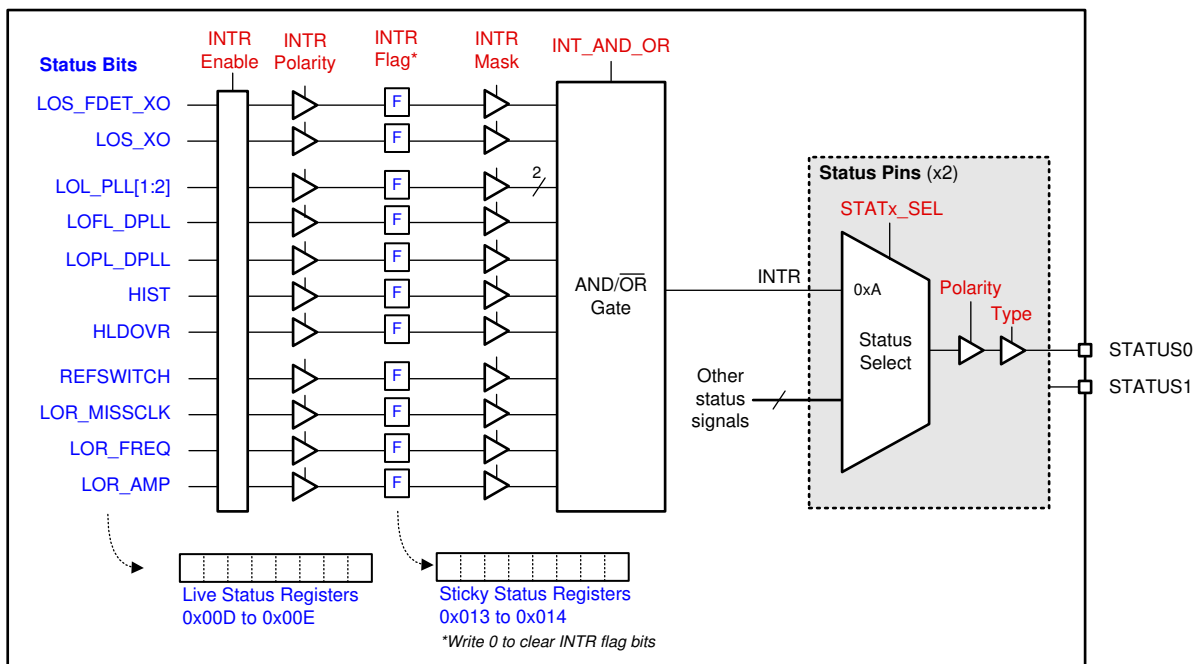 INTR
Enable
INTR
Polarity
INTR
Flag*
INTR
Mask
INT_AND_OR
Status Bits
LOS_FDET_XO
LOS_XO
LOL_PLL[1:2]
LOFL_DPLL
LOPL_DPLL
HIST
HLDOVR
REFSWITCH
LOR_MISSCLK
LOR_FREQ
LOR_AMP
F
F
F
F
F
F
F
F
F
F
F
2
AND/OR
Gate
INTR
Status Pins (x2)
STATx_SEL
0xA
Status
Select
Polarity
Type
Other
status
signals
STATUS0
STATUS1
Live Status Registers
0x00D to 0x00E
Sticky Status Registers
0x013 to 0x014
*Write 0 to clear INTR flag bits